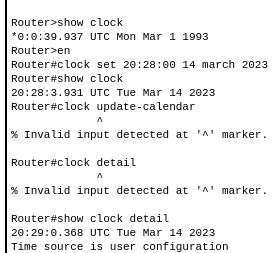 Router>show clock
*0:0:39.937 UTC Mon Mar 1 1993
Router>en
Router#clock set 20:28:00 14 march 2023
Router#show clock
20:28:3.931 UTC Tue Mar 14 2023
Router#clock update-calendar
^
% Invalid input detected at '^' marker.
Router#clock detail
^
% Invalid input detected at '^' marker.
Router#show clock detail
20:29:0.368 UTC Tue Mar 14 2023
Time source is user configuration